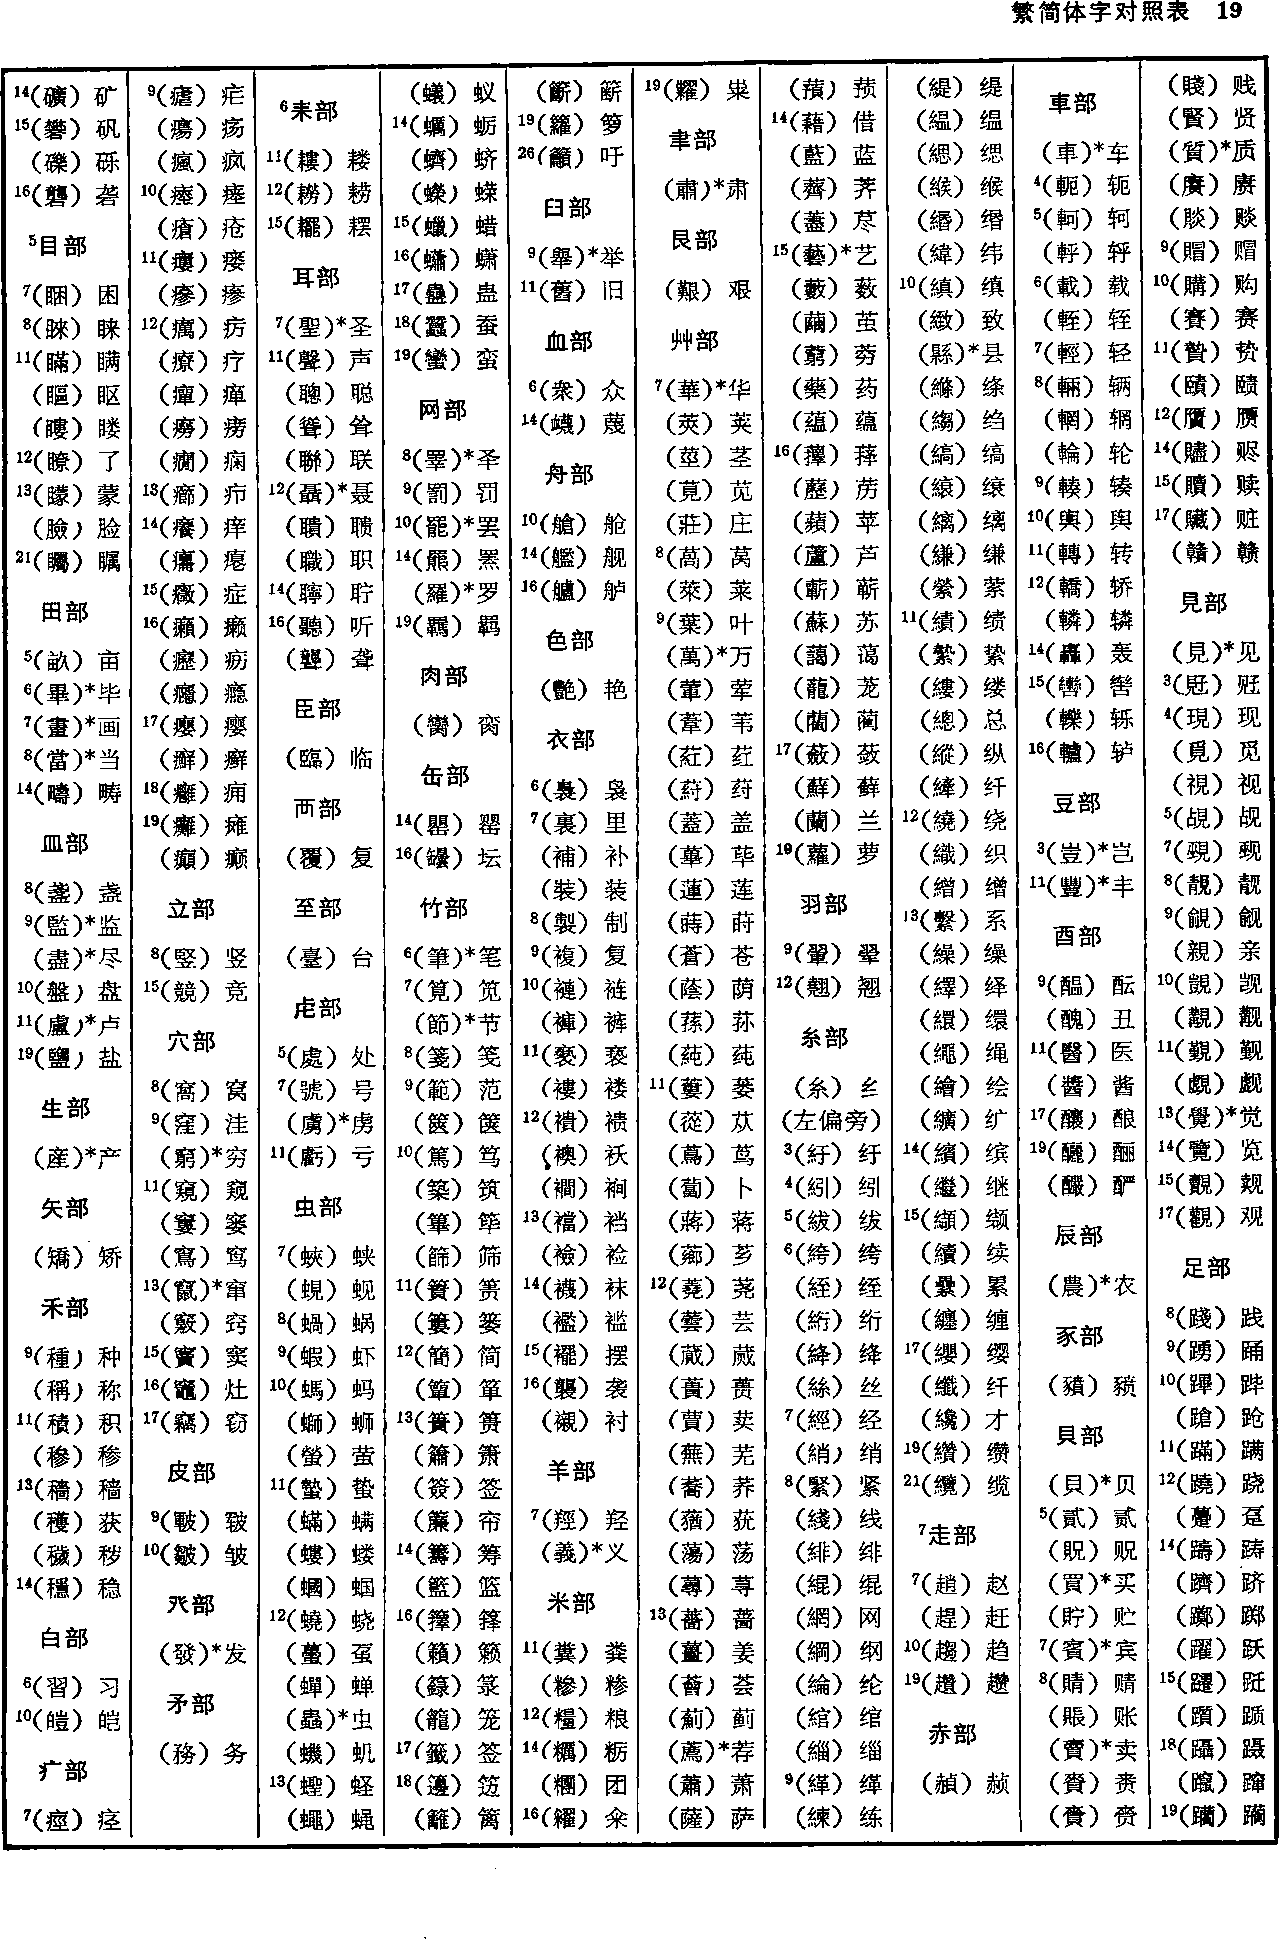 繁简体字对照表 19
14(礦) 矿
15(礬) 矾
(礫) 砾
16(礱) 砻
5目部
7(睏) 困
8(睞) 睐
11(瞞) 瞒
(瞘) 眍
(瞜) 䁖
12(瞭) 了
13(矇) 蒙
(瞼) 睑
21(矚) 瞩
田部
5(畝) 亩
6(畢)*毕
7(畫)*画
8(當)*当
14(疇) 畴
皿部
8(盞) 盏
9(監)*监
(盡)*尽
10(盤) 盘
11(盧)*卢
19(鹽) 盐
生部
(産)*产
矢部
(矯) 矫
禾部
9(種) 种
(稱) 称
11(積) 积
(穇) 䅟
13(穡) 穑
(穫) 获
(穢) 秽
14(穩) 稳
白部
6(習) 习
10(皚) 皑
疒部
7(痙) 痉
9(瘧) 疟
(瘍) 疡
(瘋) 疯
10(瘞) 瘗
(瘡) 疮
11(瘻) 瘘
(瘮) 瘆
12(癘) 疠
(療) 疗
(癉) 瘅
(癆) 痨
(癇) 痫
13(癤) 疖
14(癢) 痒
(癟) 瘪
15(癥) 症
16(癩) 癞
(癧) 疬
(癮) 瘾
17(癭) 瘿
(癬) 癣
18(癰) 痈
19(癱) 瘫
(癲) 癫
立部
8(竪) 竖
15(競) 竞
穴部
8(窩) 窝
9(窪) 洼
(窮)*穷
11(窺) 窥
(窶) 窭
(窵) 窎
13(竄)*窜
(竅) 窍
15(竇) 窦
16(竈) 灶
17(竊) 窃
皮部
9(皸) 皲
10(皺) 皱
癶部
(發)*发
矛部
(務) 务
6耒部
11(耬) 耧
12(耮) 耢
15(耀) 䎱
耳部
7(聖)*圣
11(聲) 声
(聰) 聪
(聳) 耸
(聯) 联
12(聶)*聂
(聵) 聩
(職) 职
14(聹) 聍
16(聽) 听
(聾) 聋
臣部
(臨) 临
襾部
(覆) 复
至部
(臺) 台
虍部
5(處) 处
7(號) 号
(虜)*虏
11(虧) 亏
虫部
7(蛺) 蛱
(蜆) 蚬
8(蝸) 蜗
9(蝦) 虾
10(螞) 蚂
(螄) 蛳
(螢) 萤
11(蟄) 蛰
(蟎) 螨
(螻) 蝼
(蟈) 蝈
12(蟯) 蛲
(蠆) 虿
(蟬) 蝉
(蟲)*虫
(蟣) 虮
13(蟶) 蛏
(蠅) 蝇
(蟻) 蚁
14(蠣) 蛎
(蠐) 蛴
(蠑) 蝾
15(蠟) 蜡
16(蠨) 蟏
17(蠱) 蛊
18(蠶) 蚕
19(蠻) 蛮
网部
8(睪)*𪩘
9(罰) 罚
10(罷)*罢
14(羆) 罴
(羅)*罗
19(羈) 羁
肉部
(臠) 脔
缶部
14(罌) 罂
16(罎) 坛
竹部
6(筆)*笔
7(筧) 笕
(節)*节
8(箋) 笺
9(範) 范
(篋) 箧
10(篤) 笃
(築) 筑
(篳) 筚
(篩) 筛
11(簀) 箦
(簍) 篓
12(簡) 简
(簞) 箪
13(簣) 篑
(簫) 箫
(簽) 签
(簾) 帘
14(籌) 筹
(籃) 篮
16(籜) 箨
(籟) 籁
(籙) 箓
(籠) 笼
17(籤) 签
18(籩) 笾
(籬) 篱
(簖) 簖
19(籮) 箩
26(籲) 吁
臼部
9(舉)*举
11(舊) 旧
血部
6(衆) 众
14(衊) 蔑
舟部
10(艙) 舱
14(艦) 舰
16(艫) 舻
色部
(艷) 艳
衣部
6(裊) 袅
7(裏) 里
(補) 补
(裝) 装
8(製) 制
9(複) 复
10(褳) 裢
(褲) 裤
11(褻) 亵
(褸) 褛
12(襀) 𫌀
(襖) 袄
(襇) 裥
13(襠) 裆
(襝) 裣
14(襪) 袜
(襤) 褴
15(襬) 摆
16(襲) 袭
(襯) 衬
羊部
7(羥) 羟
(義)*义
米部
11(糞) 粪
(糝) 糁
12(糧) 粮
14(糲) 粝
(糰) 团
16(糴) 籴
19(糶) 粜
聿部
(肅)*肃
艮部
(艱) 艰
艸部
7(華)*华
(莢) 荚
(莖) 茎
(莧) 苋
(莊) 庄
8(萵) 莴
(萊) 莱
9(葉) 叶
(萬)*万
(葷) 荤
(葦) 苇
(葒) 荭
(葤) 荮
(蓋) 盖
(蓽) 荜
(蓮) 莲
(蒔) 莳
(蒼) 苍
(蔭) 荫
(蓀) 荪
(蒓) 莼
11(蔞) 蒌
(蓯) 苁
(蔦) 茑
(蔔) 卜
(蔣) 蒋
(薌) 芗
12(蕘) 荛
(蕓) 芸
(蕆) 蒇
(蕢) 蒉
(蕒) 荬
(蕪) 芜
(蕎) 荞
(蕕) 莸
(蕩) 荡
(蕁) 荨
13(薔) 蔷
(薑) 姜
(薈) 荟
(薊) 蓟
(薦)*荐
(蕭) 萧
(薩) 萨
(蕷) 蓣
14(藉) 借
(藍) 蓝
(薺) 荠
(藎) 荩
15(藝)*艺
(藪) 薮
(繭) 茧
(藭) 䓖
(藥) 药
(蘊) 蕴
16(蘀) 萚
(藶) 苈
(蘋) 苹
(蘆) 芦
(蘄) 蕲
(蘇) 苏
(藹) 蔼
(蘢) 茏
(藺) 蔺
17(蘞) 蔹
(蘚) 藓
(蘭) 兰
19(蘿) 萝
羽部
9(翬) 翚
12(翹) 翘
糸部
(糸) 纟
(左偏旁)
3(紆) 纡
4(紖) 纼
5(紱) 绂
6(絝) 绔
(絰) 绖
(絎) 绗
(絳) 绛
(絲) 丝
7(經) 经
(綃) 绡
8(緊) 紧
(綫) 线
(緋) 绯
(緄) 绲
(網) 网
(綱) 纲
(綸) 纶
(綰) 绾
(緇) 缁
9(緙) 缂
(練) 练
(緹) 缇
(緼) 缊
(緦) 缌
(緱) 缑
(緡) 缗
(緯) 纬
10(縝) 缜
(緻) 致
(縣)*县
(縧) 绦
(縐) 绉
(縞) 缟
(縗) 缞
(縭) 缡
(縑) 缣
(縈) 萦
11(績) 绩
(縶) 絷
(縷) 缕
(總) 总
(縱) 纵
(縴) 纤
12(繞) 绕
(織) 织
(繒) 缯
13(繫) 系
(繰) 缲
(繹) 绎
(繯) 缳
(繩) 绳
(繪) 绘
(纊) 纩
14(繽) 缤
(繼) 继
15(纈) 缬
(續) 续
(纍) 累
(纏) 缠
17(纓) 缨
(纖) 纤
(纔) 才
19(纘) 缵
21(纜) 缆
7走部
7(趙) 赵
(趕) 赶
10(趨) 趋
19(趲) 趱
赤部
(赬) 赪
車部
(車)*车
4(軛) 轭
5(軻) 轲
(軤) 轷
6(載) 载
(輊) 轾
7(輕) 轻
8(輛) 辆
(輞) 辋
(輪) 轮
9(輳) 辏
10(輿) 舆
11(轉) 转
12(轎) 轿
(轔) 辚
14(轟) 轰
15(轡) 辔
(轢) 轹
16(轤) 轳
豆部
3(豈)*岂
11(豐)*丰
酉部
9(醖) 酝
(醜) 丑
11(醫) 医
(醬) 酱
17(釀) 酿
19(釃) 酾
(釅) 酽
辰部
(農)*农
豕部
(豶) 豮
貝部
(貝)*贝
5(貳) 贰
(貺) 贶
(買)*买
(貯) 贮
7(賓)*宾
8(賭) 赌
(賬) 账
(賣)*卖
(賚) 赉
(賫) 赍
(賤) 贱
(賢) 贤
(質)*质
(賡) 赓
(賧) 赕
9(賵) 赗
10(購) 购
(賽) 赛
11(贄) 贽
(賾) 赜
12(贋) 赝
14(贐) 赆
15(贖) 赎
17(贜) 赃
(贛) 赣
見部
(見)*见
3(覎) 觃
4(現) 现
(覓) 觅
(視) 视
5(覘) 觇
7(覡) 觋
8(靚) 靓
9(覦) 觎
(親) 亲
10(覬) 觊
(覯) 觏
11(覲) 觐
(覷) 觑
13(覺)*觉
14(覽) 览
15(覿) 觌
17(觀) 观
足部
8(踐) 践
9(踴) 踊
10(蹕) 跸
(蹌) 跄
11(蹣) 蹒
12(蹺) 跷
(躉) 趸
14(躊) 踌
(躋) 跻
(躑) 踯
(躍) 跃
15(躚) 跹
(躓) 踬
18(躡) 蹑
(躥) 蹿
19(躪) 躏